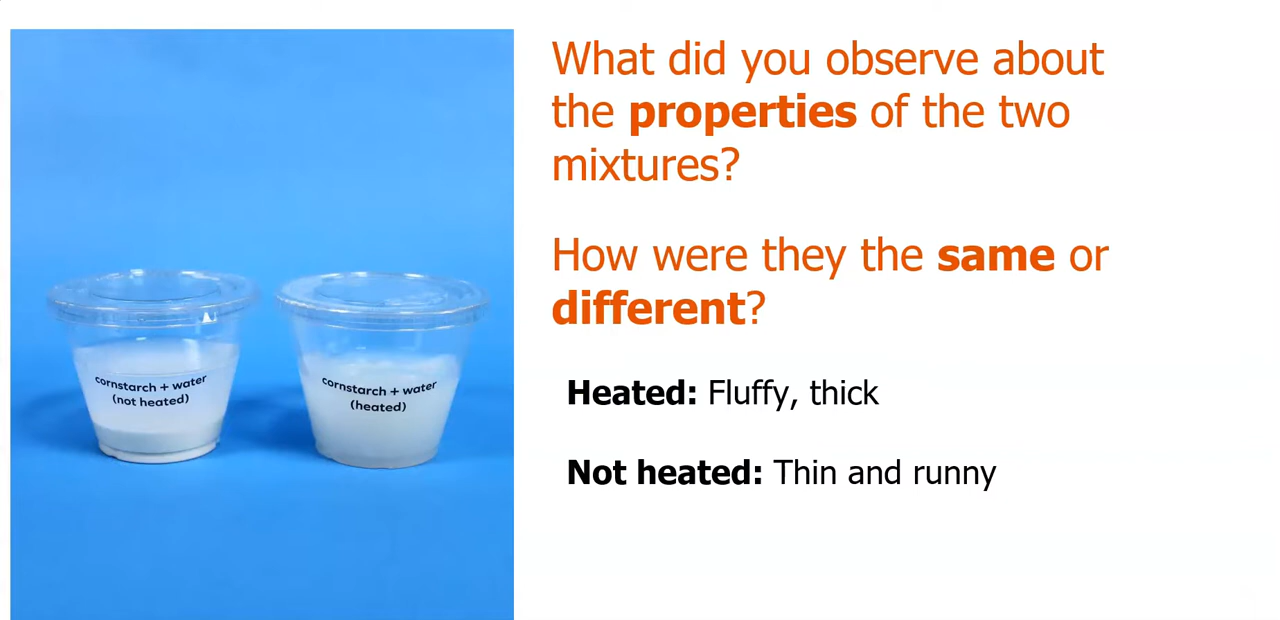 What did you observe about
the properties of the two
mixtures?
How were they the same or
different?
Heated: Fluffy, thick
Not heated: Thin and runny
cornstarch + water
(not heated)
cornstarch + water
(heated)